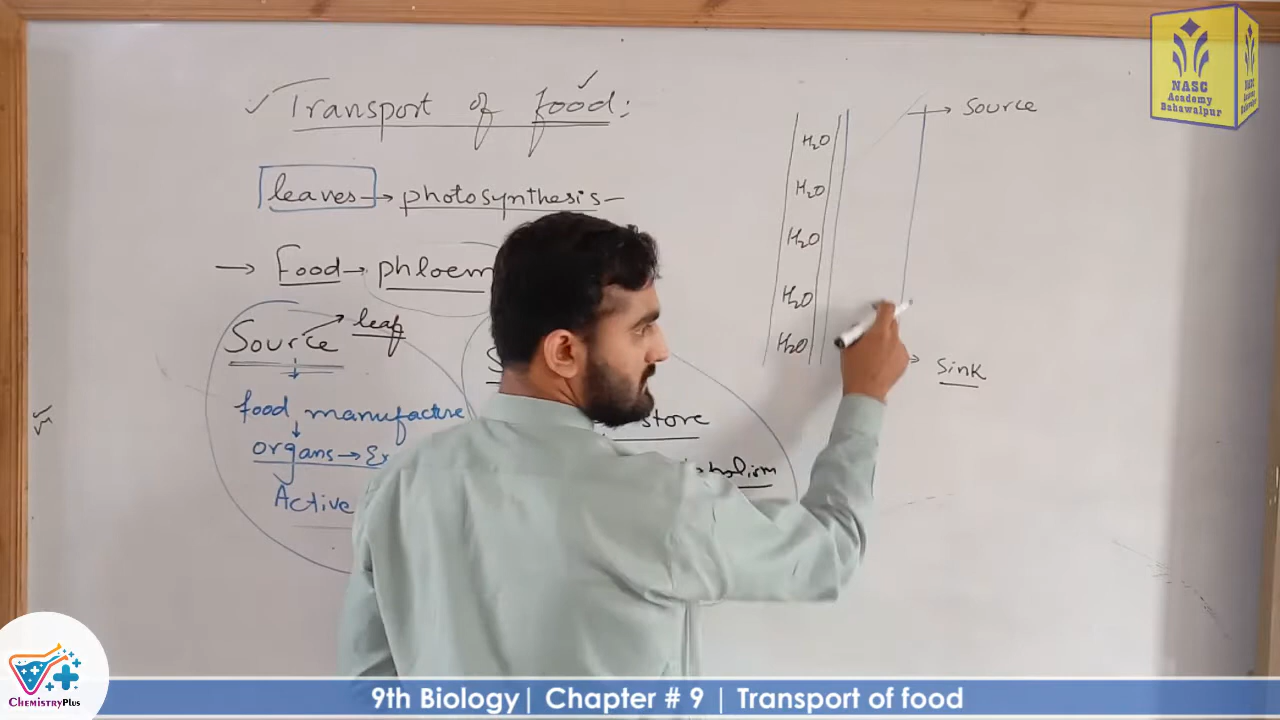 Transport of food:
leaves → photosynthesis
→ Food → phloem
Source → leaf
food manufacture
organs →
Active
store
H₂O
H₂O
H₂O
H₂O
H₂O
→ Source
→ Sink
NASC
Academy
Bahawalpur
ChemistryPlus
9th Biology| Chapter # 9 | Transport of food